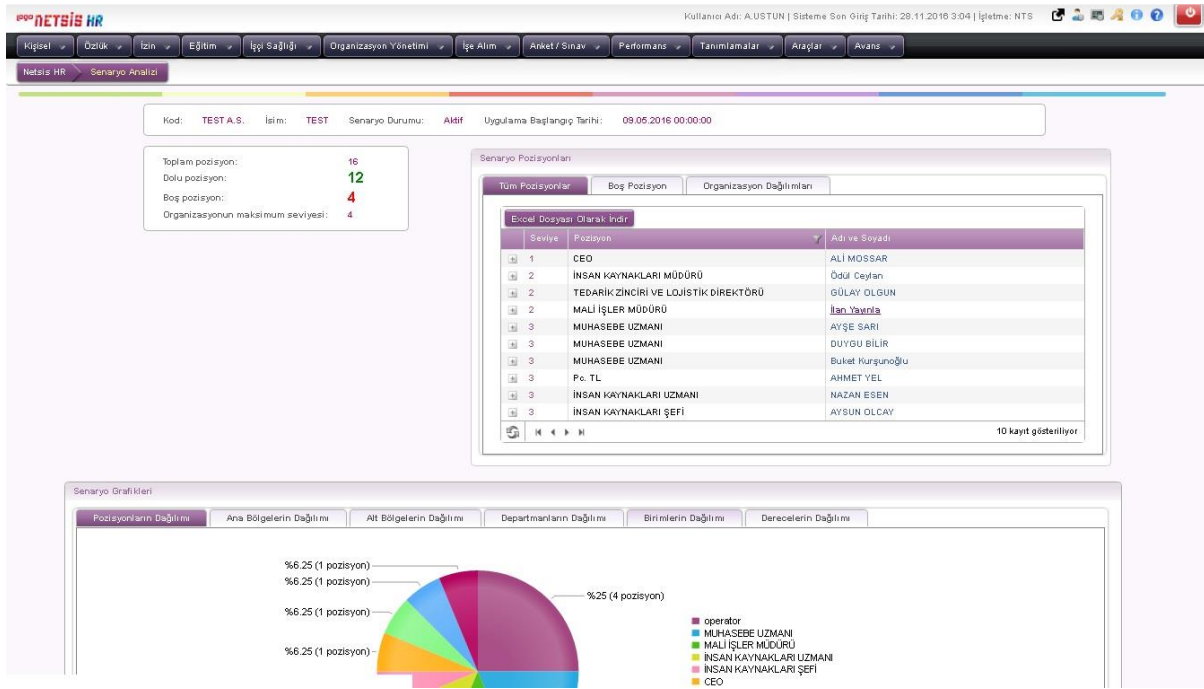 logo NETSİS HR
Kullanıcı Adı: A.USTUN | Sisteme Son Giriş Tarihi: 28.11.2016 3:04 | İşletme: NTS
Kişisel Özlük İzin Eğitim İşçi Sağlığı Organizasyon Yönetimi İşe Alım Anket / Sınav Performans Tanımlamalar Araçlar Avans
Netsis HR Senaryo Analizi
Kod: TEST A.S. İsim: TEST Senaryo Durumu: Aktif Uygulama Başlangıç Tarihi: 09.05.2016 00:00:00
Toplam pozisyon: 16
Dolu pozisyon: 12
Boş pozisyon: 4
Organizasyonun maksimum seviyesi: 4
Senaryo Pozisyonları
Tüm Pozisyonlar Boş Pozisyon Organizasyon Dağılımları
Excel Dosyası Olarak İndir
Seviye Pozisyon Adı ve Soyadı
1 CEO ALİ MOSSAR
2 İNSAN KAYNAKLARI MÜDÜRÜ Ödül Ceylan
2 TEDARİK ZİNCİRİ VE LOJİSTİK DİREKTÖRÜ GÜLAY OLGUN
2 MALİ İŞLER MÜDÜRÜ İlan Yayınla
3 MUHASEBE UZMANI AYŞE SARI
3 MUHASEBE UZMANI DUYGU BİLİR
3 MUHASEBE UZMANI Buket Kurşunoğlu
3 Pc. TL AHMET YEL
3 İNSAN KAYNAKLARI UZMANI NAZAN ESEN
3 İNSAN KAYNAKLARI ŞEFİ AYSUN OLCAY
10 kayıt gösteriliyor
Senaryo Grafikleri
Pozisyonların Dağılımı Ana Bölgelerin Dağılımı Alt Bölgelerin Dağılımı Departmanların Dağılımı Birimlerin Dağılımı Derecelerin Dağılımı
%6.25 (1 pozisyon)
%6.25 (1 pozisyon)
%25 (4 pozisyon)
%6.25 (1 pozisyon)
%6.25 (1 pozisyon)
operator
MUHASEBE UZMANI
MALİ İŞLER MÜDÜRÜ
İNSAN KAYNAKLARI UZMANI
İNSAN KAYNAKLARI ŞEFİ
CEO